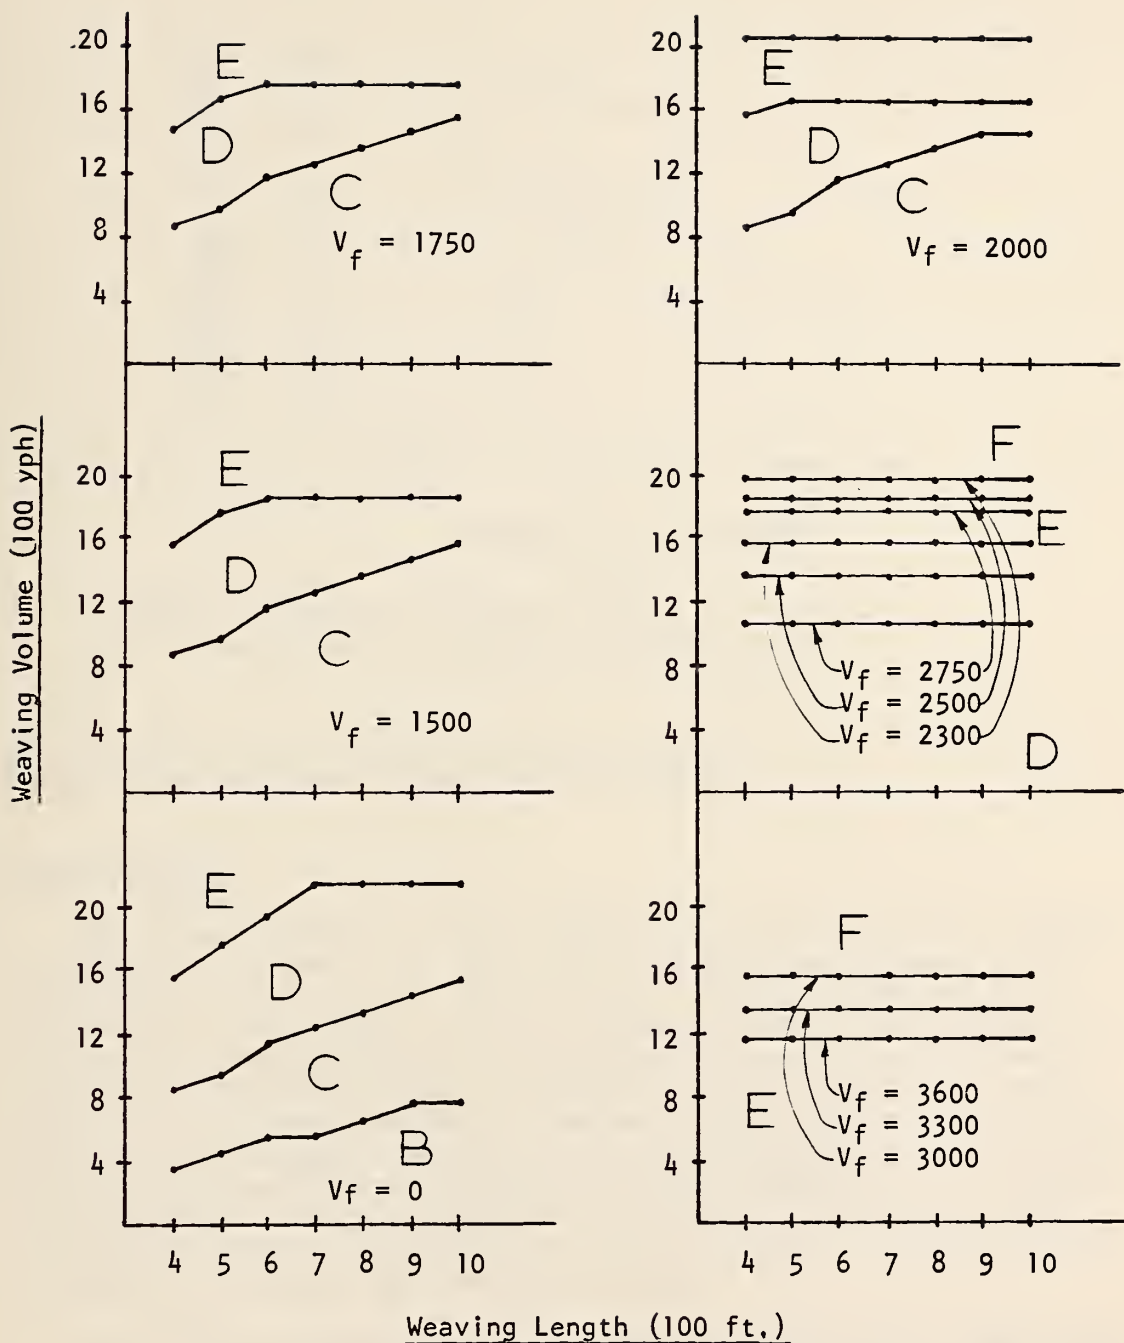 20
16
12
8
4
E
D
C
V_f = 1750
20
16
12
8
4
E
D
C
V_f = 2000
Weaving Volume (100 yph)
20
16
12
8
4
E
D
C
V_f = 1500
20
16
12
8
4
F
E
V_f = 2750
V_f = 2500
V_f = 2300
D
20
16
12
8
4
E
D
C
B
V_f = 0
4 5 6 7 8 9 10
20
16
12
8
4
F
E
V_f = 3600
V_f = 3300
V_f = 3000
4 5 6 7 8 9 10
Weaving Length (100 ft.)